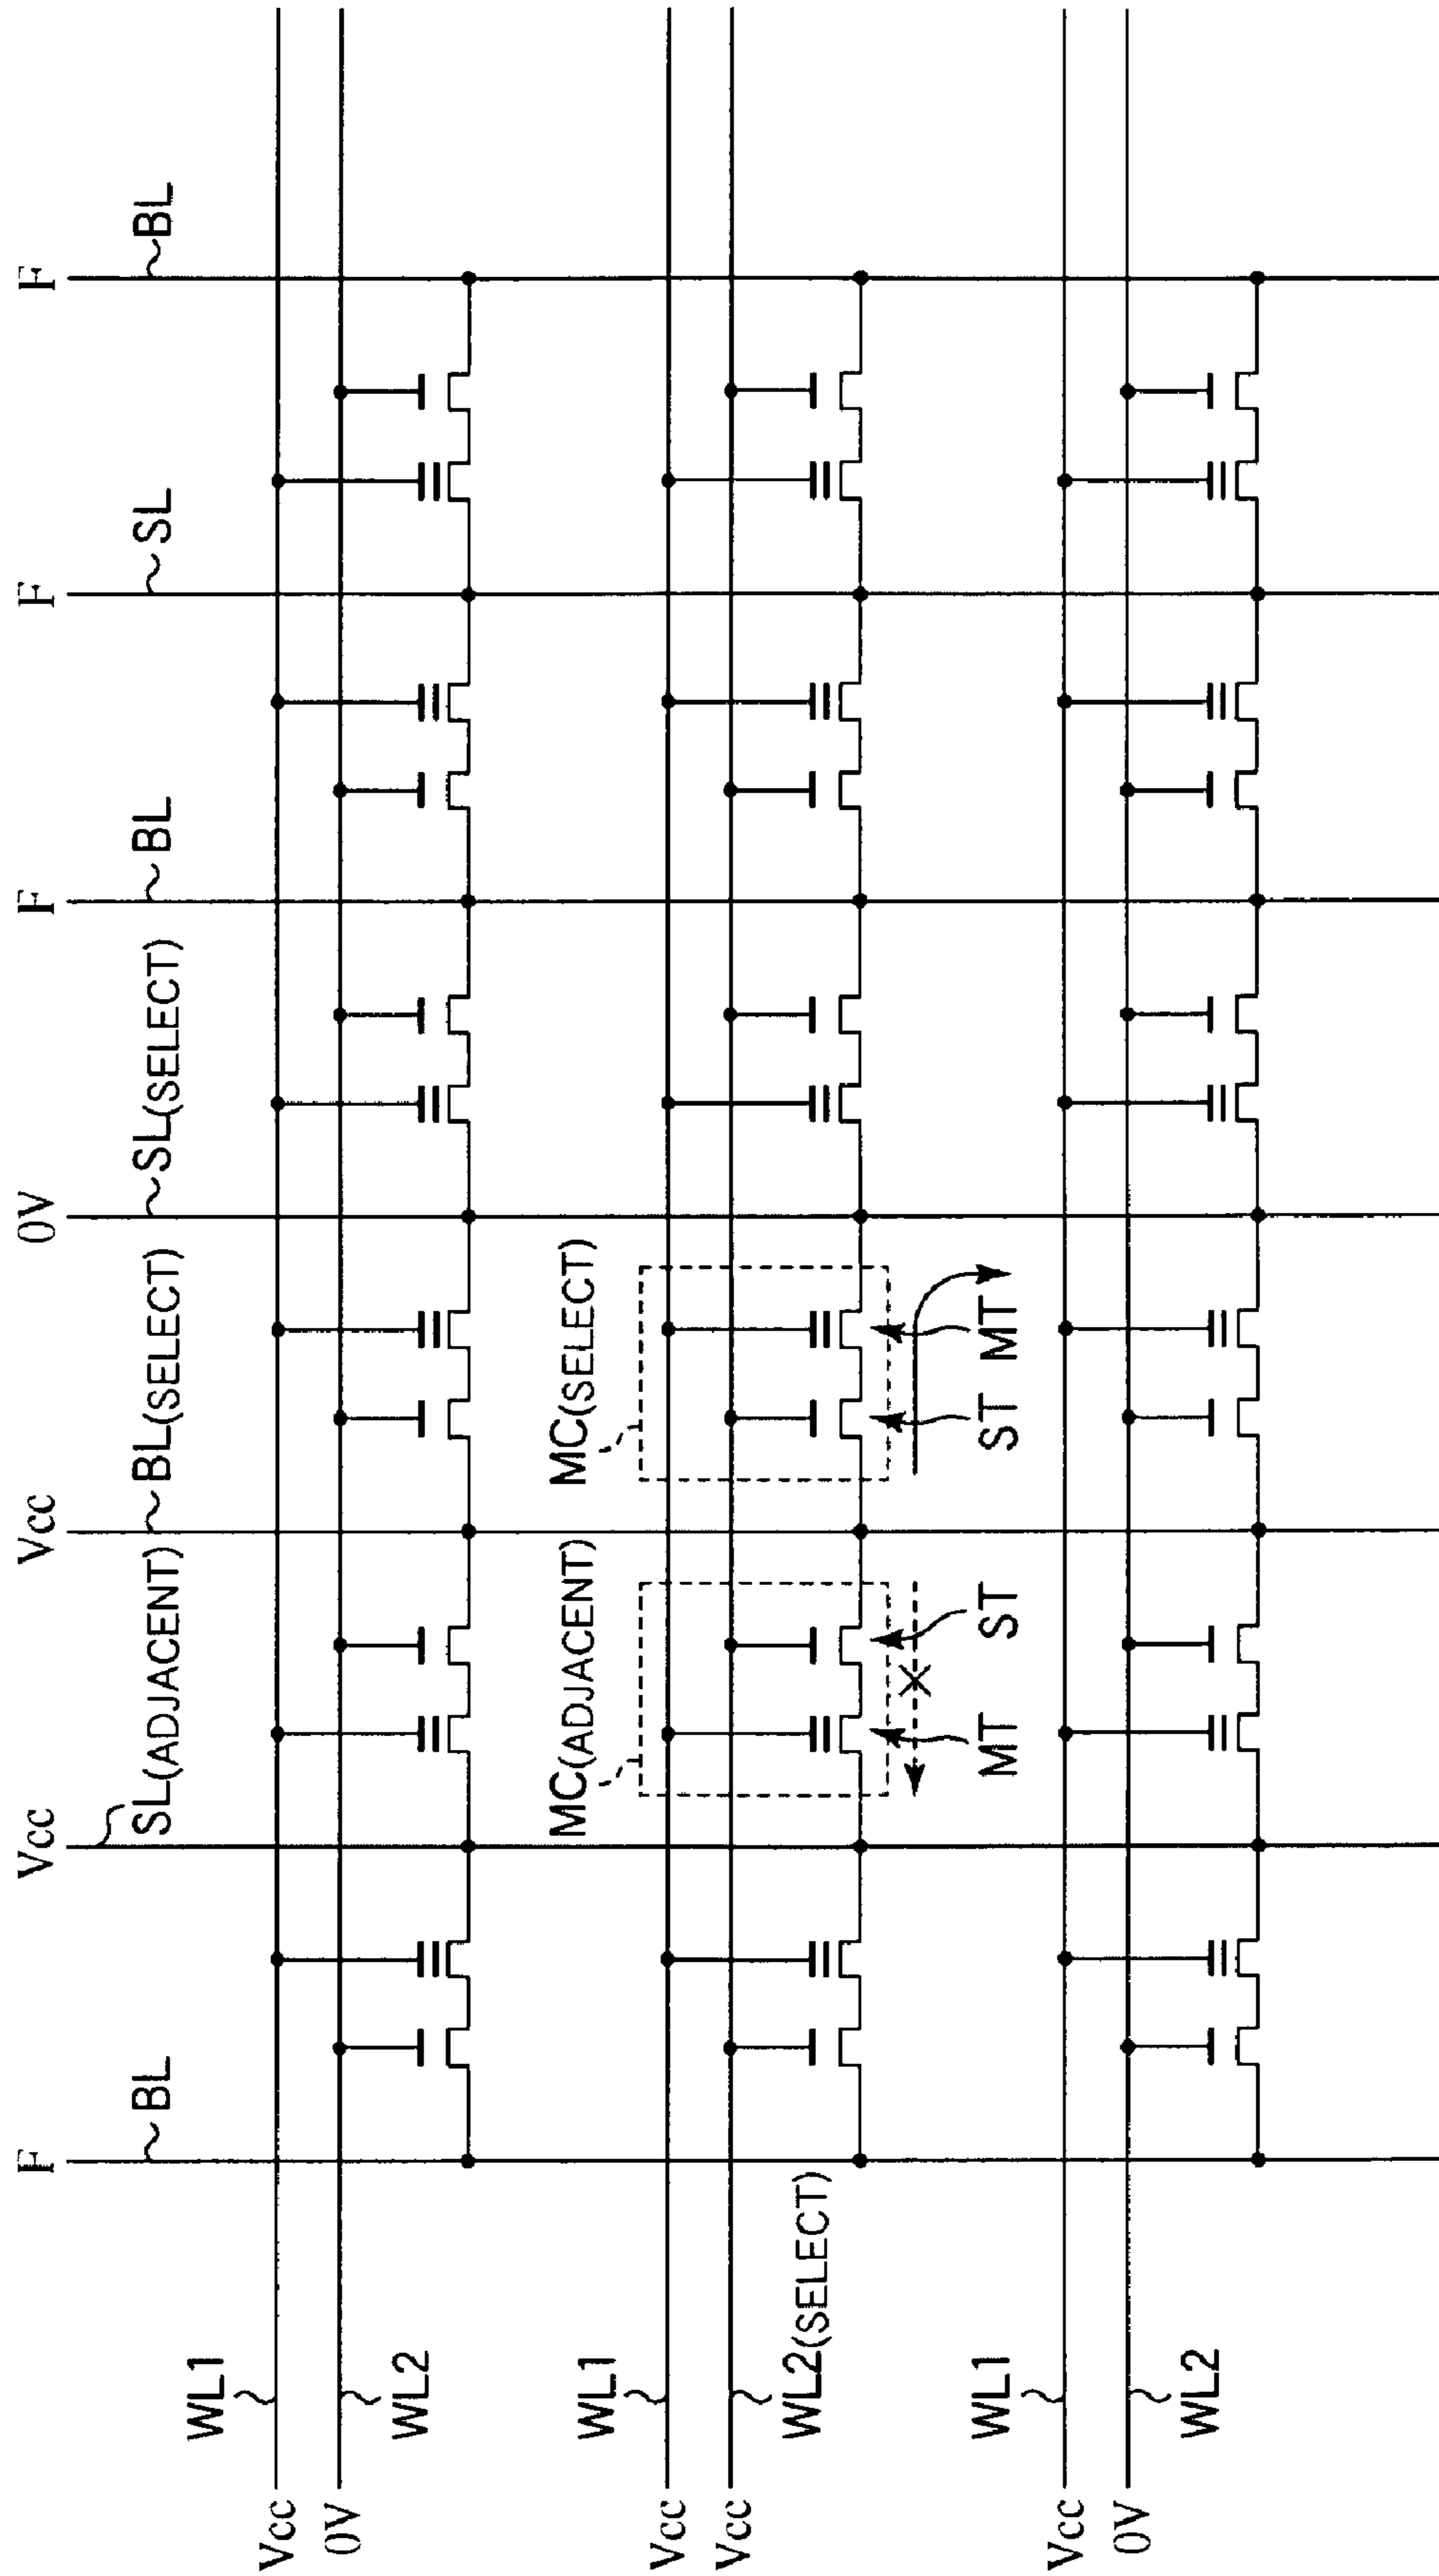 F Vcc Vcc 0V F F F
BL SL(ADJACENT) BL(SELECT) SL(SELECT) BL SL BL
WL1
Vcc
0V
WL2
MC(ADJACENT) MC(SELECT)
WL1
Vcc
Vcc
WL2(SELECT)
MT ST ST MT
WL1
Vcc
0V
WL2